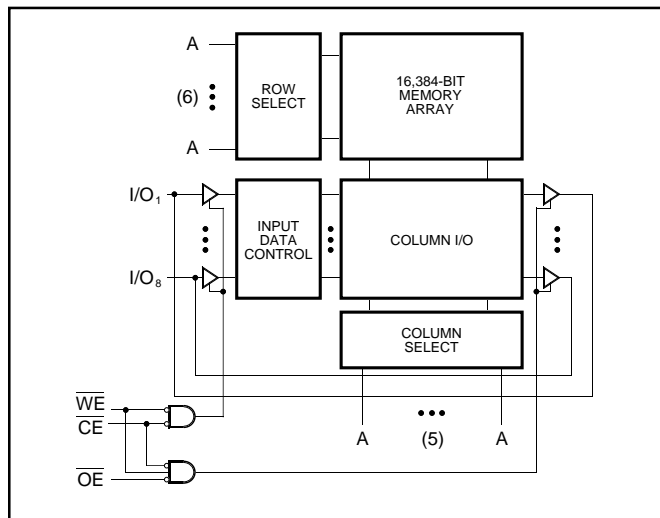 A
(6)
A
ROW
SELECT
16,384-BIT
MEMORY
ARRAY
I/O1
I/O8
INPUT
DATA
CONTROL
COLUMN I/O
COLUMN
SELECT
WE
CE
OE
A
(5)
A